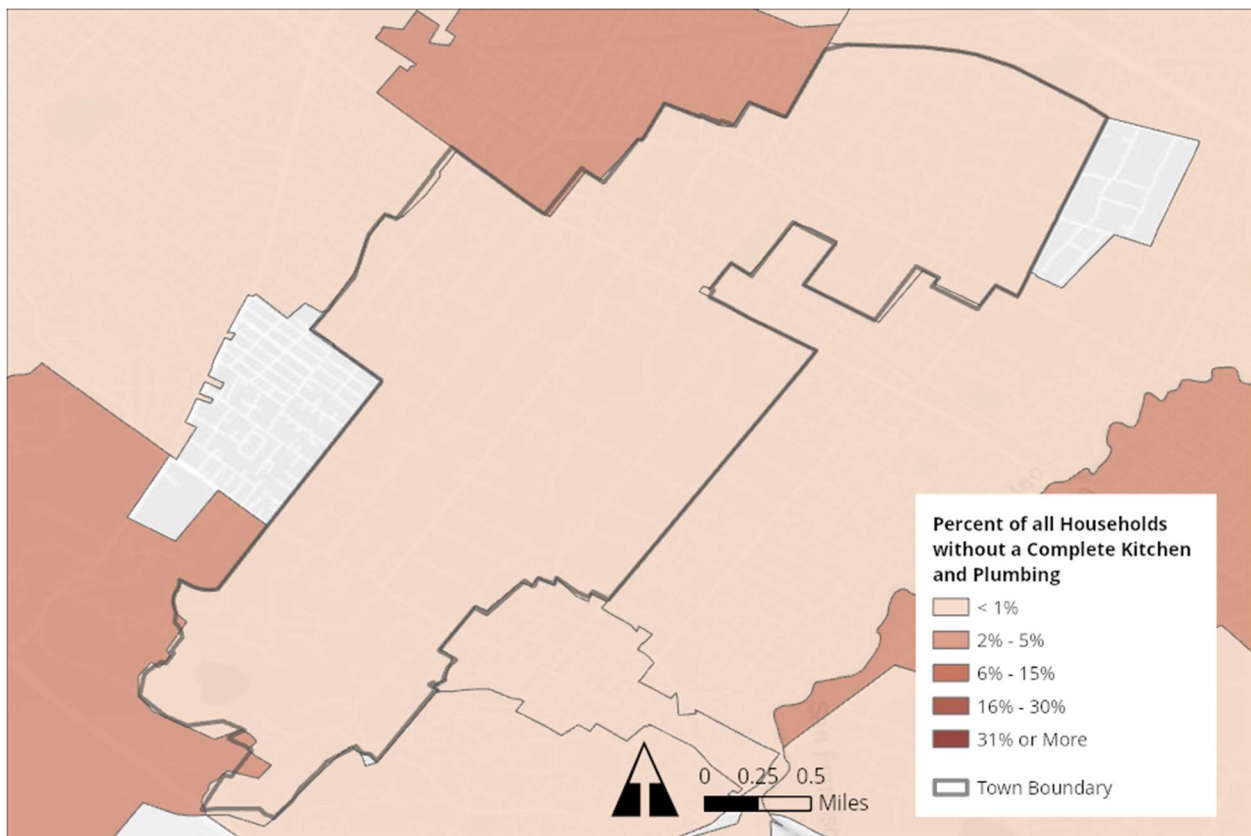 Percent of all Households
without a Complete Kitchen
and Plumbing
< 1%
2% - 5%
6% - 15%
16% - 30%
31% or More
Town Boundary
0 0.25 0.5
Miles